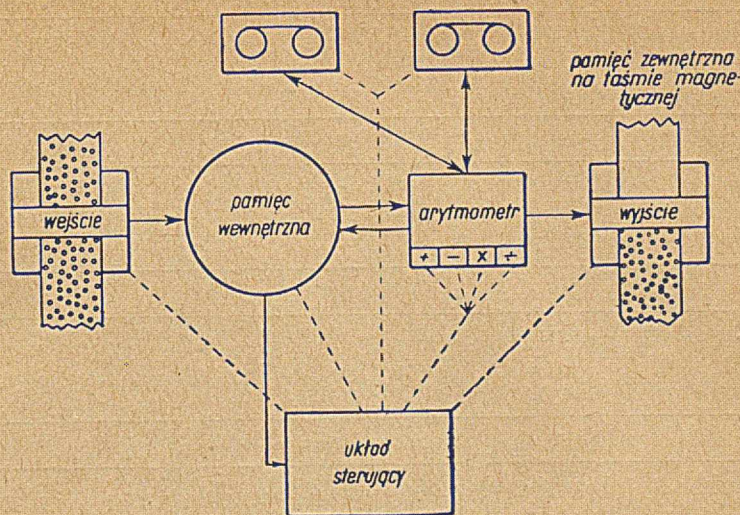 pamięć zewnętrzna
na taśmie magne-
tycznej
wejście
pamięć
wewnętrzna
arytmometr
+ − × ÷
wyjście
układ
sterujący